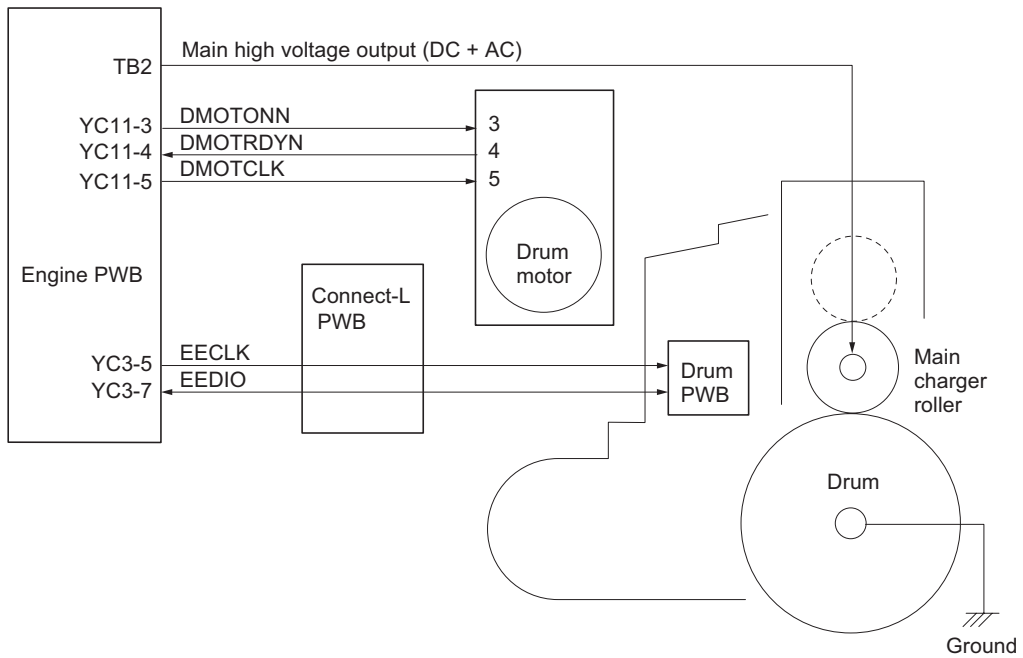 Main high voltage output (DC + AC)
TB2
YC11-3
DMOTONN
3
YC11-4
DMOTRDYN
4
YC11-5
DMOTCLK
5
Drum
motor
Engine PWB
Connect-L
PWB
YC3-5
EECLK
YC3-7
EEDIO
Drum
PWB
Main
charger
roller
Drum
Ground